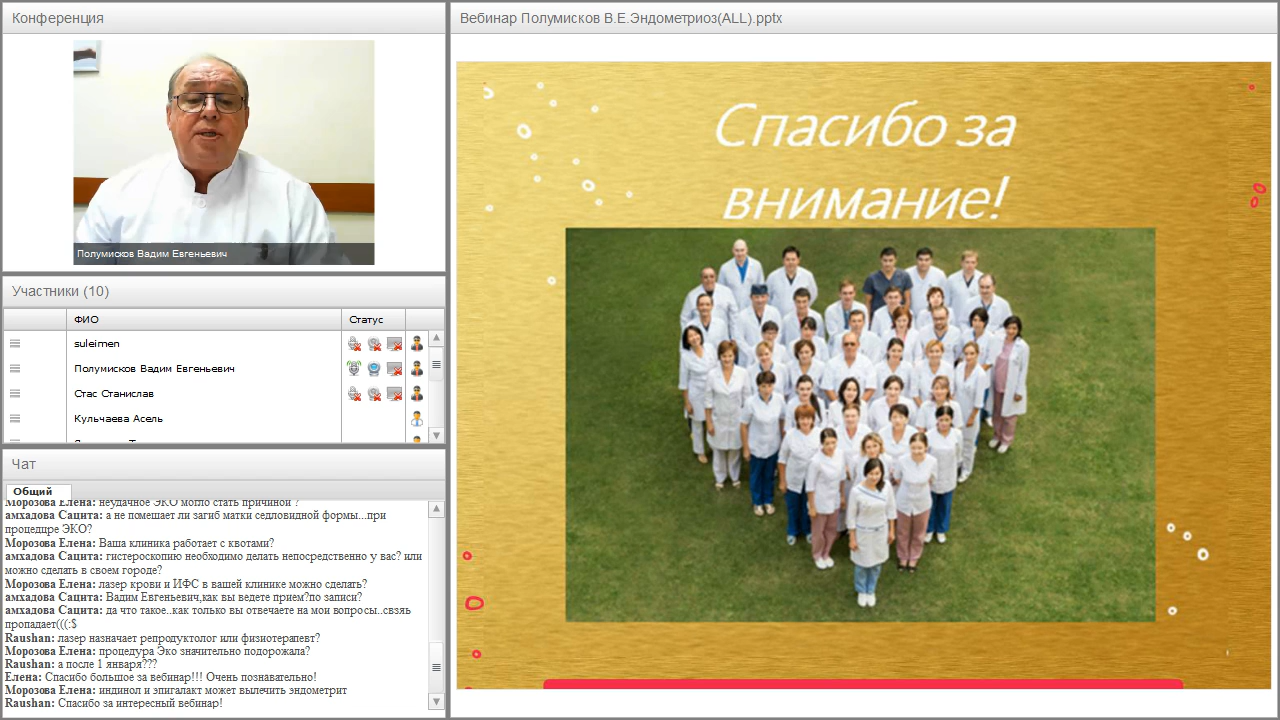 Конференция
Полумисков Вадим Евгеньевич
Участники (10)
ФИО
Статус
suleimen
Полумисков Вадим Евгеньевич
Стас Станислав
Кульчаева Асель
Чат
Общий
Морозова Елена: неудачное ЭКО могло стать причиной ?
амхадова Сацита: а не помешает ли загиб матки седловидной формы...при
процедцре ЭКО?
Морозова Елена: Ваша клиника работает с квотами?
амхадова Сацита: гистероскопию необходимо делать непосредственно у вас? или
можно сделать в своем городе?
Морозова Елена: лазер крови и ИФС в вашей клинике можно сделать?
амхадова Сацита: Вадим Евгеньевич,как вы ведете прием?по записи?
амхадова Сацита: да что такое..как только вы отвечаете на мои вопросы..свзяь
пропадает(((:$
Raushan: лазер назначает репродуктолог или физиотерапевт?
Морозова Елена: процедура Эко значительно подорожала?
Raushan: а после 1 января???
Елена: Спасибо большое за вебинар!!! Очень познавательно!
Морозова Елена: индинол и эпигалакт может вылечить эндометрит
Raushan: Спасибо за интересный вебинар!
Вебинар Полумисков В.Е.Эндометриоз(ALL).pptx
Спасибо за
внимание!